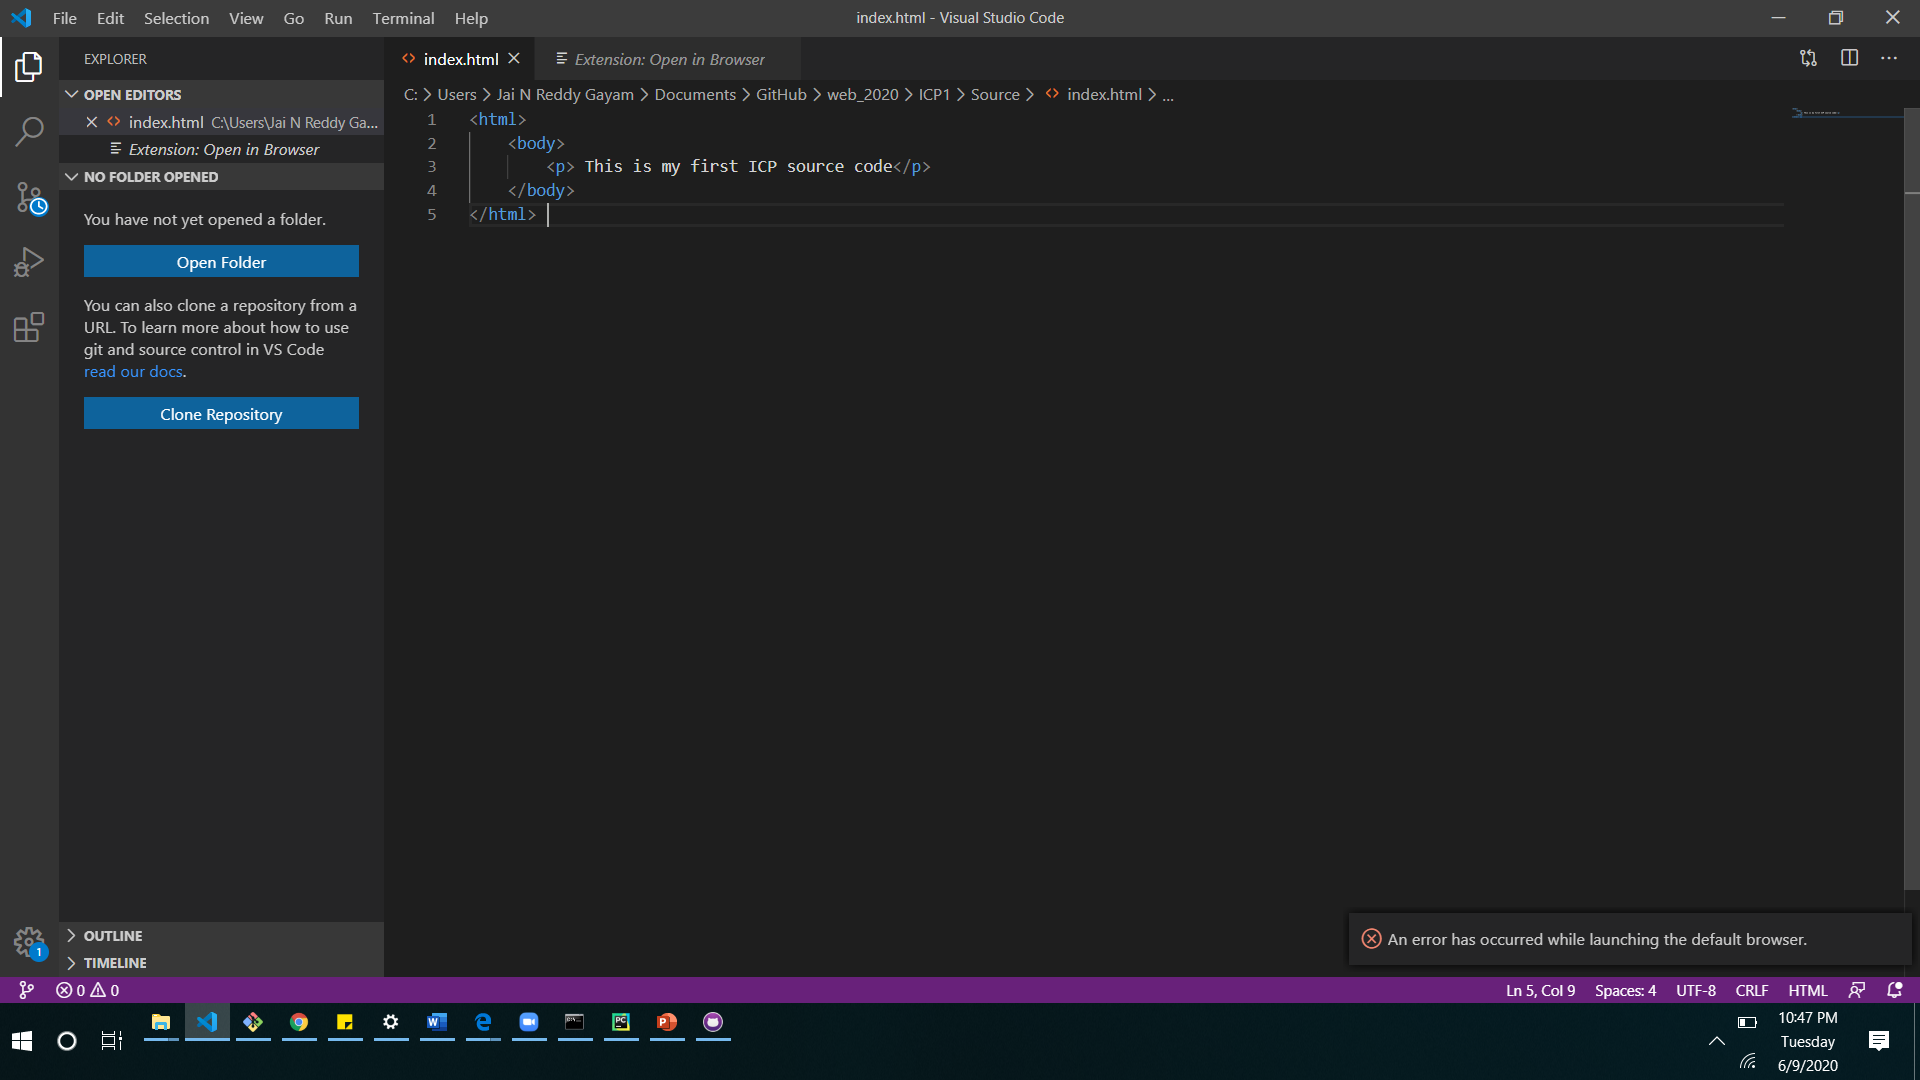 File Edit Selection View Go Run Terminal Help
index.html - Visual Studio Code
EXPLORER
OPEN EDITORS
index.html C:\Users\Jai N Reddy Ga...
Extension: Open in Browser
NO FOLDER OPENED
You have not yet opened a folder.
Open Folder
You can also clone a repository from a
URL. To learn more about how to use
git and source control in VS Code
read our docs.
Clone Repository
OUTLINE
TIMELINE
index.html
Extension: Open in Browser
C: > Users > Jai N Reddy Gayam > Documents > GitHub > web_2020 > ICP1 > Source > index.html > ...
1 <html>
2 <body>
3 <p> This is my first ICP source code</p>
4 </body>
5 </html>
An error has occurred while launching the default browser.
1
0 0
Ln 5, Col 9 Spaces: 4 UTF-8 CRLF HTML
10:47 PM
Tuesday
6/9/2020